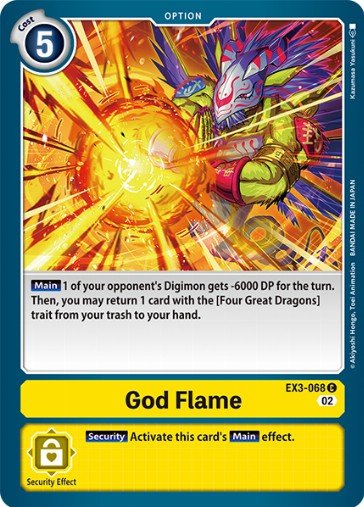 OPTION
Cost
5
Kazumasa Yasukuni
©Akiyoshi Hongo, Toei Animation BANDAI MADE IN JAPAN
Main 1 of your opponent's Digimon gets -6000 DP for the turn.
Then, you may return 1 card with the [Four Great Dragons]
trait from your trash to your hand.
EX3-068 C
God Flame
02
Security Activate this card's Main effect.
Security Effect